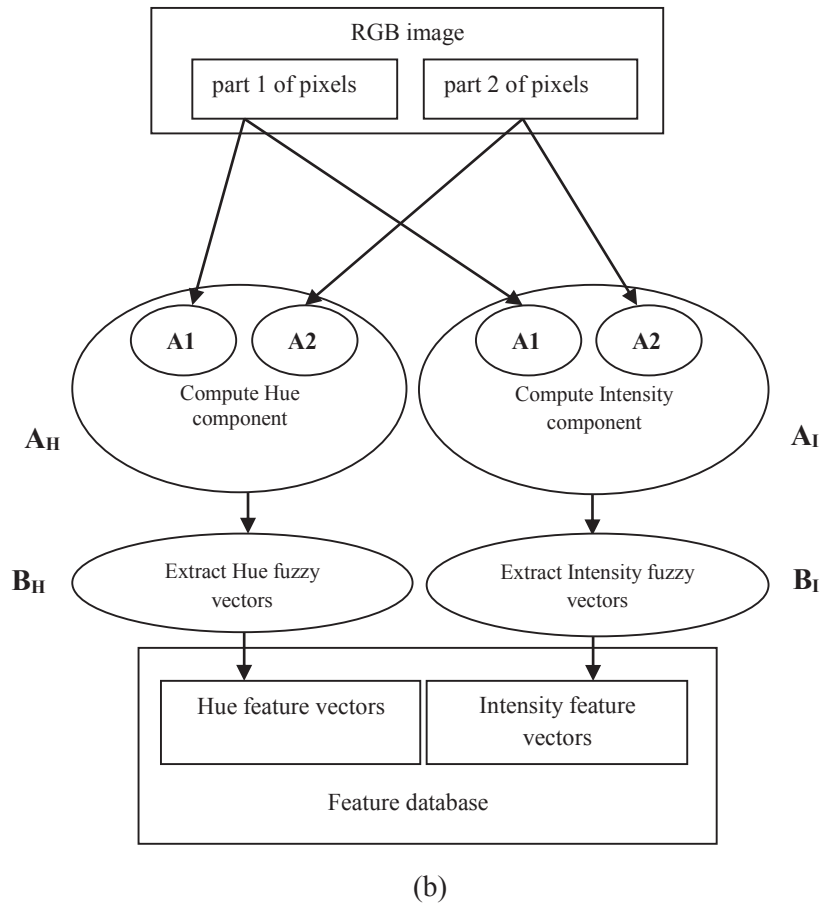 RGB image
part 1 of pixels
part 2 of pixels
A1
A2
Compute Hue
component
A1
A2
Compute Intensity
component
AH
AI
BH
Extract Hue fuzzy
vectors
Extract Intensity fuzzy
vectors
BI
Hue feature vectors
Intensity feature
vectors
Feature database
(b)